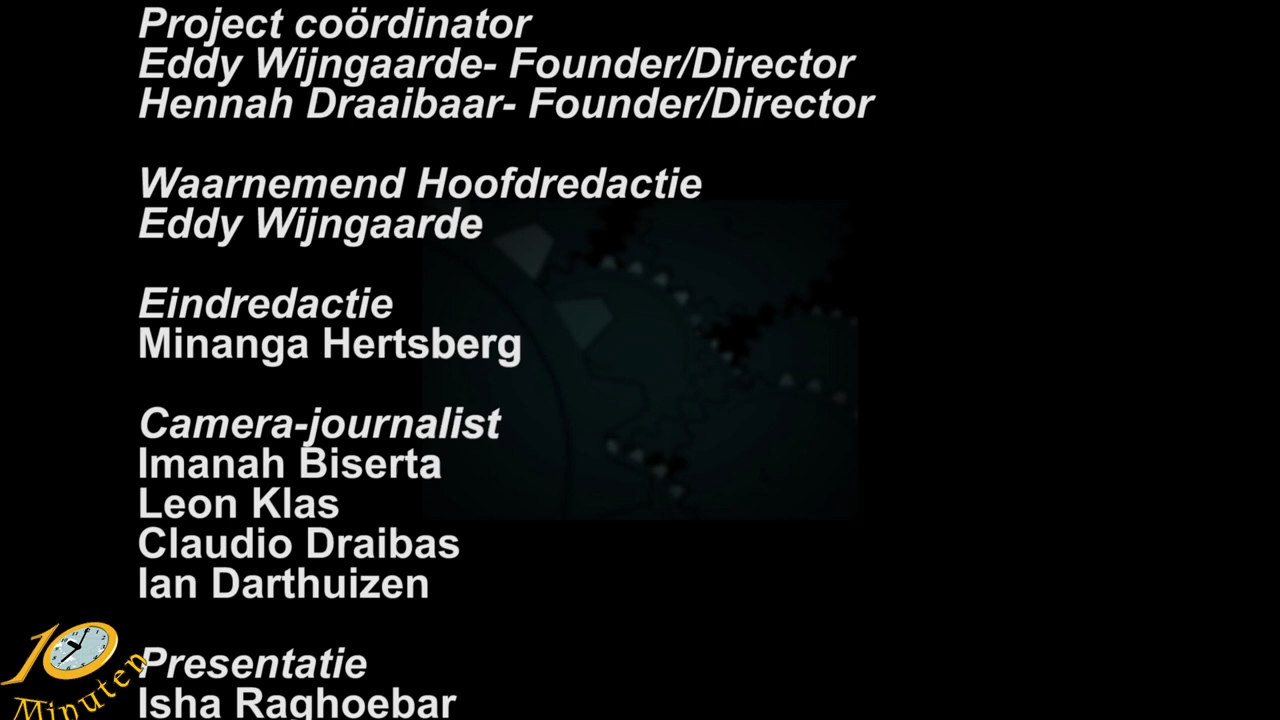 Project coördinator
Eddy Wijngaarde- Founder/Director
Hennah Draaibaar- Founder/Director
Waarnemend Hoofdredactie
Eddy Wijngaarde
Eindredactie
Minanga Hertsberg
Camera-journalist
Imanah Biserta
Leon Klas
Claudio Draibas
Ian Darthuizen
Presentatie
Isha Raghoebar
10
Minuten